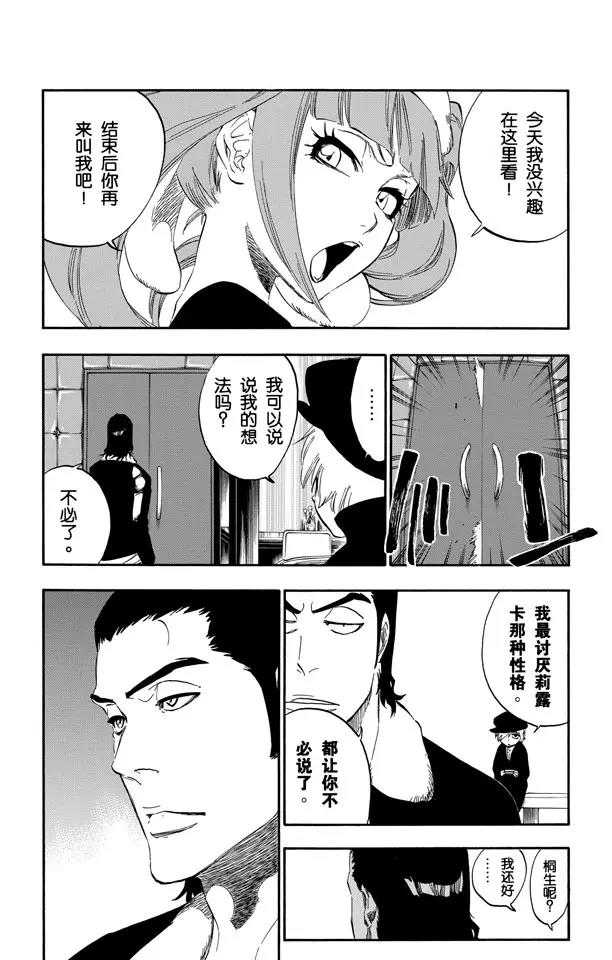 今天我没兴趣
在这里看！
结束后你再
来叫我吧！
……
我可以说
说我的想
法吗？
不必了。
我最讨厌莉露
卡那种性格。
都让你不
必说了。
桐生呢？
我还好
……